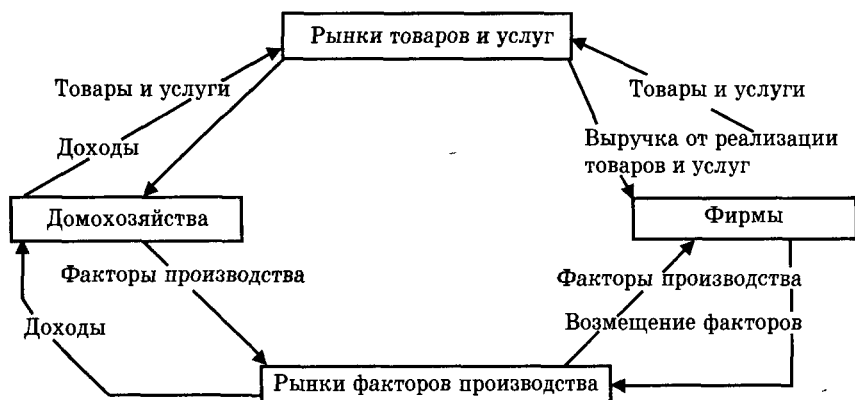 Рынки товаров и услуг
Товары и услуги
Товары и услуги
Доходы
Выручка от реализации
товаров и услуг
Домохозяйства
Фирмы
Факторы производства
Факторы производства
Доходы
Возмещение факторов
Рынки факторов производства